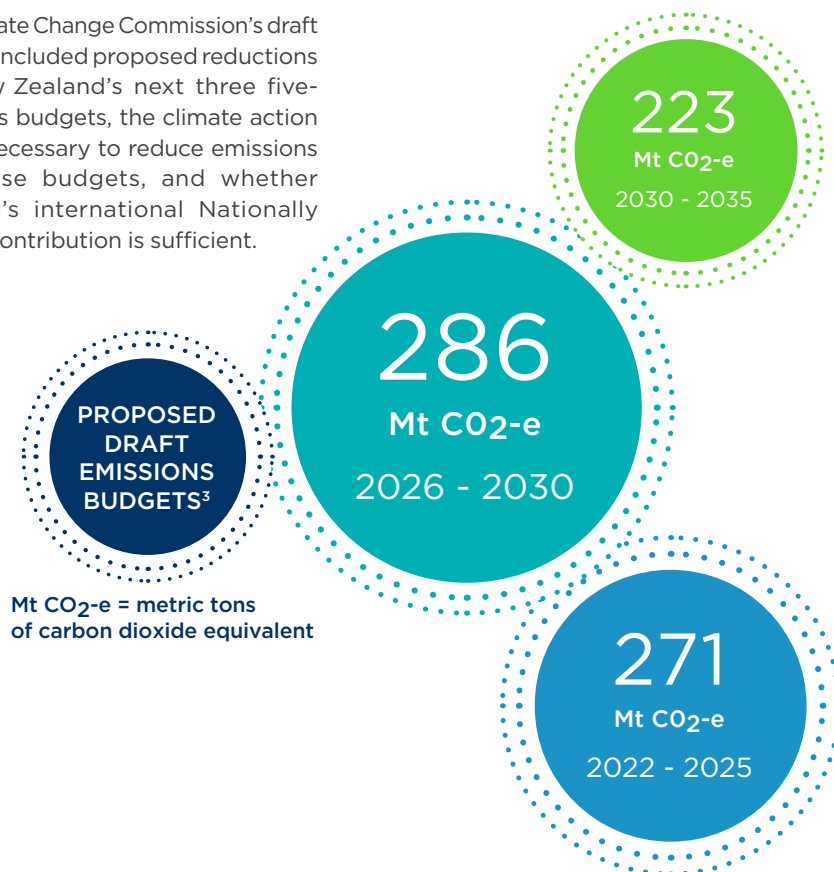 ate Change Commission's draft
included proposed reductions
Zealand's next three five-
s budgets, the climate action
ecessary to reduce emissions
se budgets, and whether
's international Nationally
ontribution is sufficient.
223
Mt C02-e
2030 - 2035
286
Mt C02-e
2026 - 2030
PROPOSED
DRAFT
EMISSIONS
BUDGETS³
Mt CO2-e = metric tons
of carbon dioxide equivalent
271
Mt C02-e
2022 - 2025